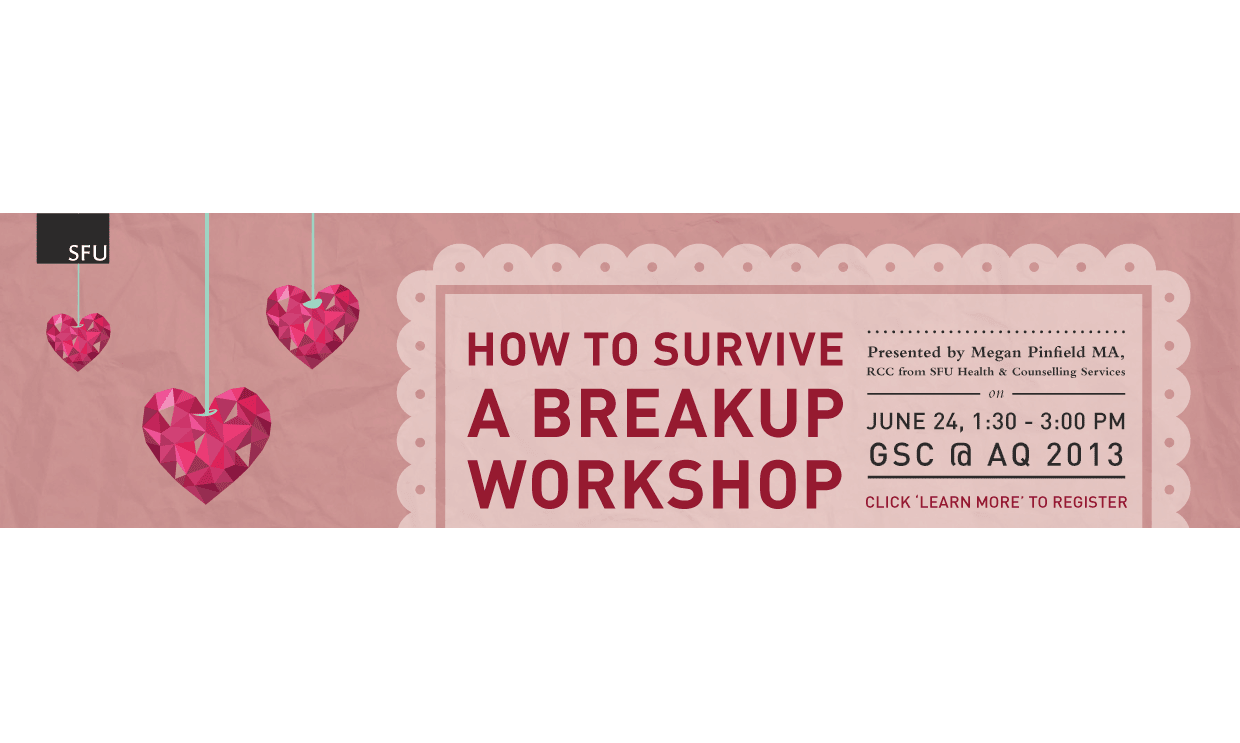 SFU
HOW TO SURVIVE
A BREAKUP
WORKSHOP
Presented by Megan Pinfield MA,
RCC from SFU Health & Counselling Services
on
JUNE 24, 1:30 - 3:00 PM
GSC @ AQ 2013
CLICK ‘LEARN MORE’ TO REGISTER